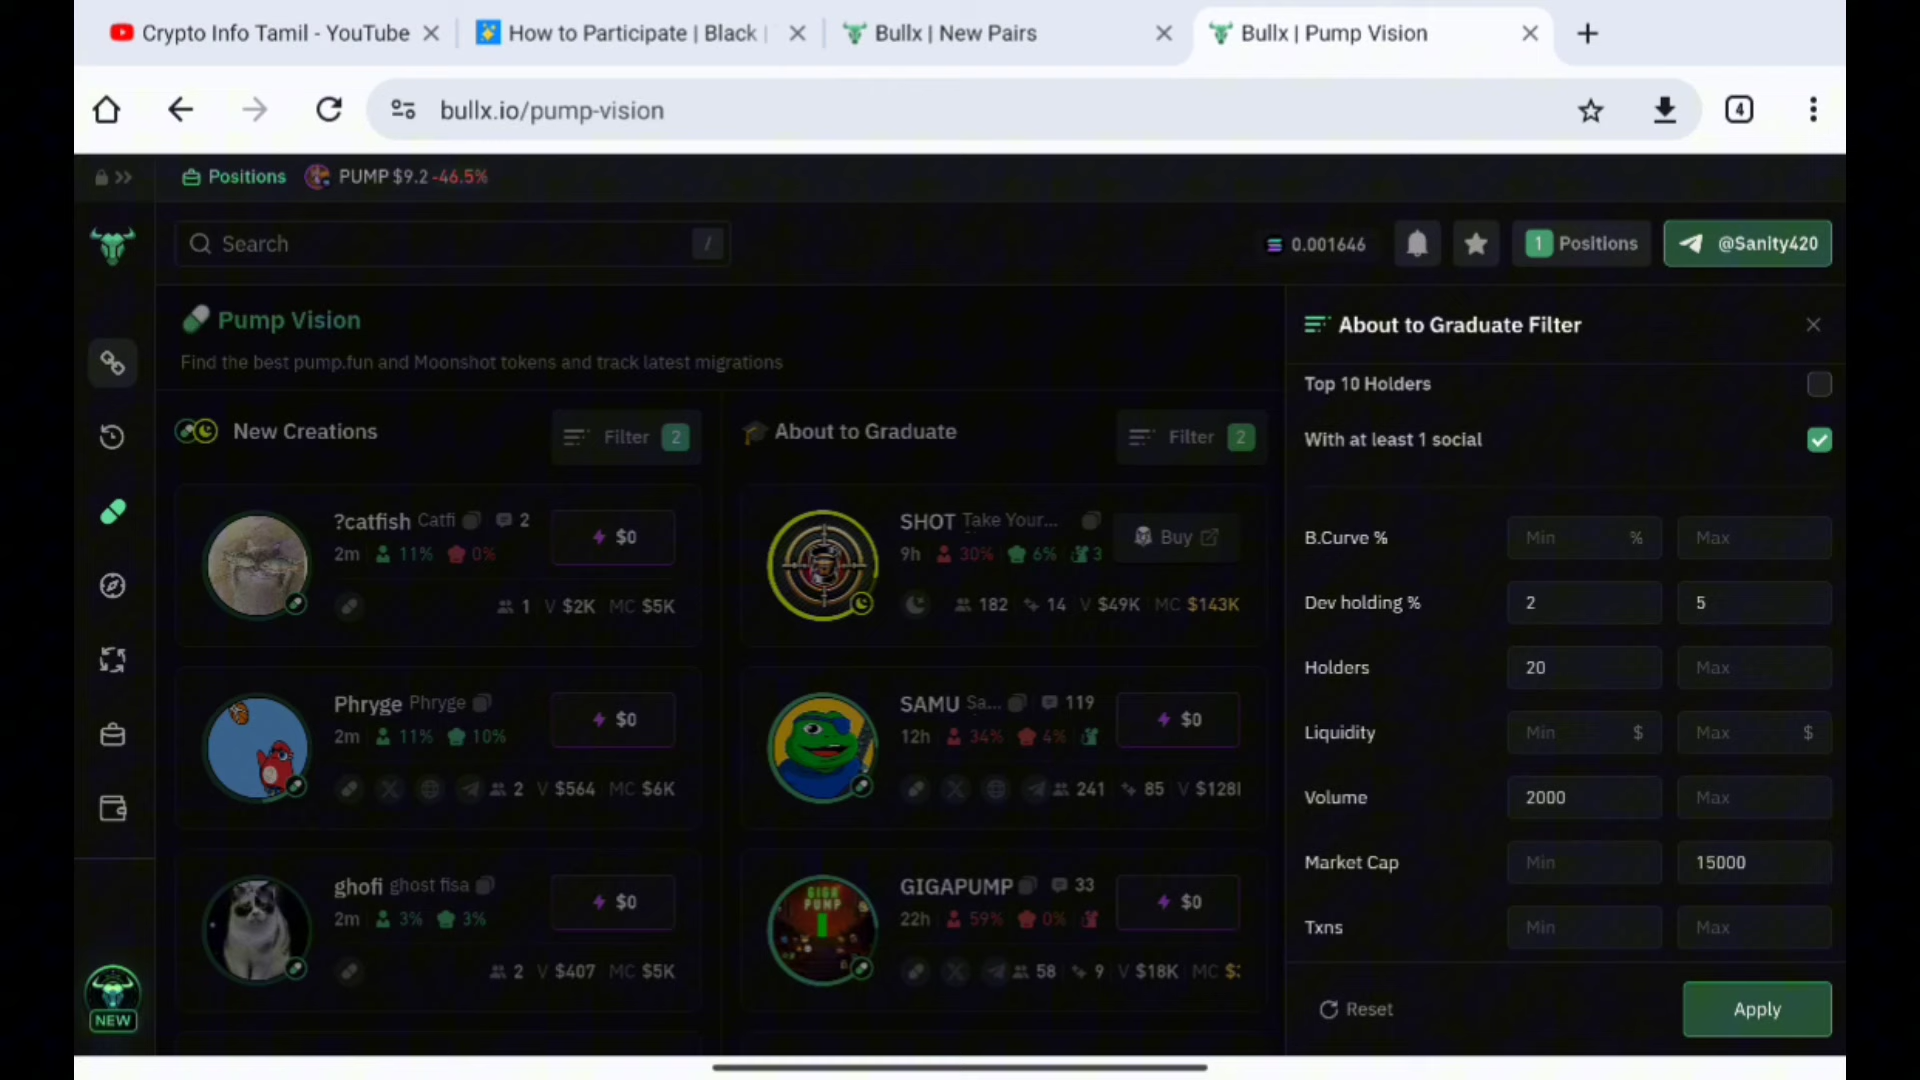 Crypto Info Tamil - YouTube
How to Participate | Black |
Bullx | New Pairs
Bullx | Pump Vision
bullx.io/pump-vision
4
Positions PUMP $9.2 -46.5%
Search /
0.001646
1 Positions
@Sanity420
Pump Vision
Find the best pump.fun and Moonshot tokens and track latest migrations
New Creations
Filter 2
?catfish Catfi 2
2m 11% 0%
$0
1 V $2K MC $5K
Phryge Phryge
2m 11% 10%
$0
2 V $564 MC $6K
ghofi ghost fisa
2m 3% 3%
$0
2 V $407 MC $5K
About to Graduate
Filter 2
SHOT Take Your...
9h 30% 6% 3
Buy
182 14 V $49K MC $143K
SAMU Sa... 119
12h 34% 4%
$0
241 85 V $128
GIGAPUMP 33
22h 59% 0%
$0
GIGA
PUMP
58 9 V $18K MC
About to Graduate Filter
Top 10 Holders
With at least 1 social
B.Curve % Min % Max
Dev holding % 2 5
Holders 20 Max
Liquidity Min $ Max $
Volume 2000 Max
Market Cap Min 15000
Txns Min Max
Reset
Apply
NEW